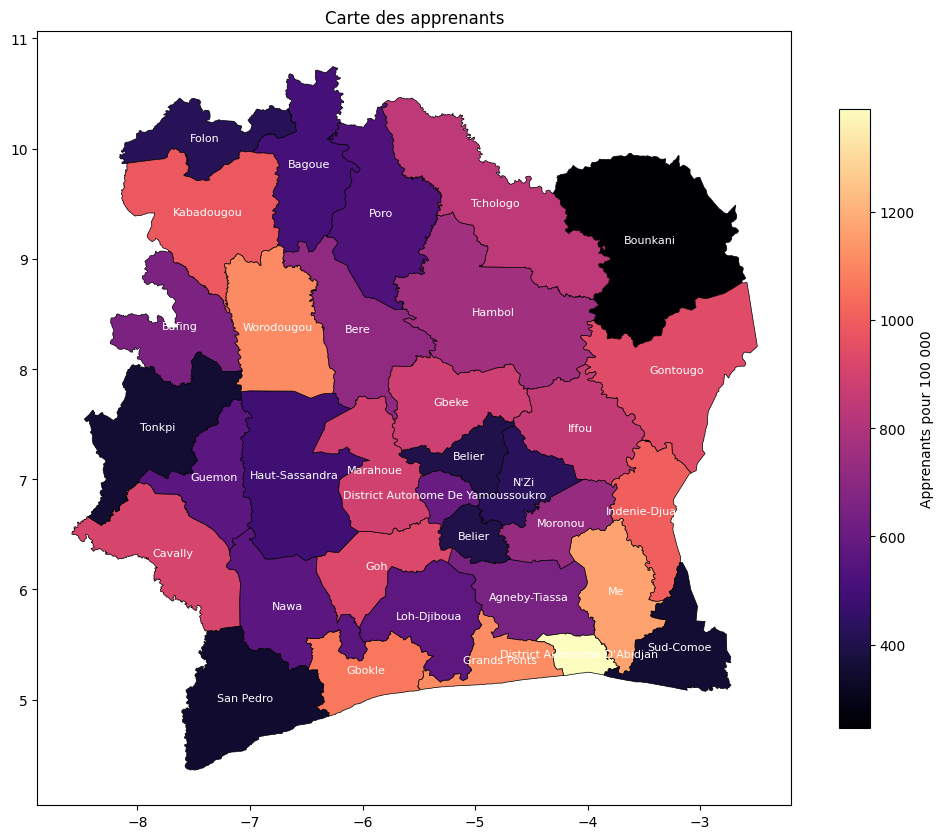 Carte des apprenants
11
10
9
8
7
6
5
−8
−7
−6
−5
−4
−3
Folon
Bagoue
Kabadougou
Poro
Tchologo
Bounkani
Bafing
Worodougou
Bere
Hambol
Gontougo
Gbeke
Tonkpi
Iffou
Belier
Guemon
Haut-Sassandra
Marahoue
N'Zi
District Autonome De Yamoussoukro
Indenie-Djua
Moronou
Belier
Cavally
Goh
Me
Nawa
Loh-Djiboua
Agneby-Tiassa
Sud-Comoe
District Autonome D'Abidjan
Grands Ponts
Gbokle
San Pedro
1200
1000
800
600
400
Apprenants pour 100 000